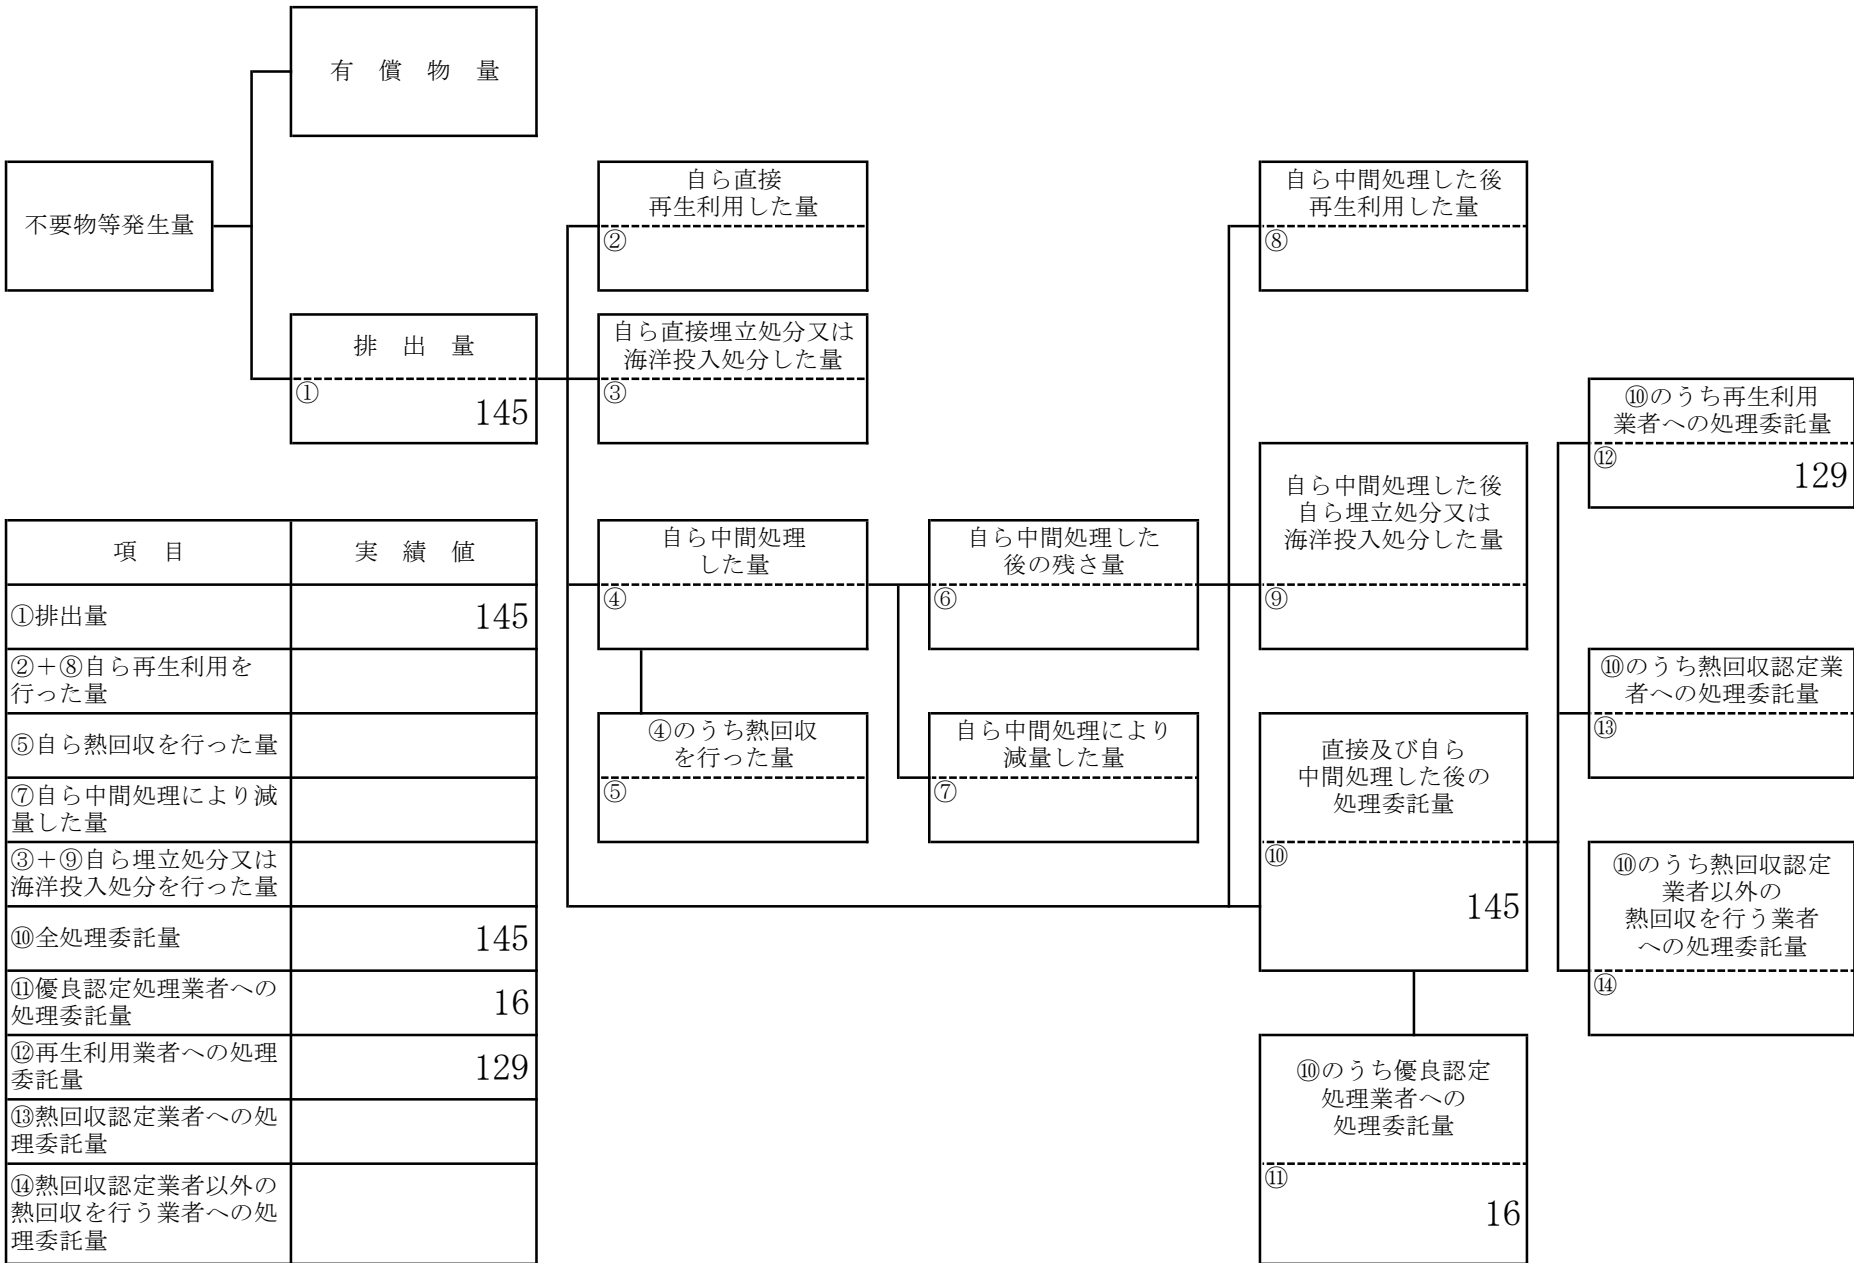 有　償　物　量
不要物等発生量
排　出　量
①
145
自ら直接
再生利用した量
②
自ら直接埋立処分又は
海洋投入処分した量
③
自ら中間処理
した量
④
④のうち熱回収
を行った量
⑤
自ら中間処理した
後の残さ量
⑥
自ら中間処理により
減量した量
⑦
自ら中間処理した後
再生利用した量
⑧
自ら中間処理した後
自ら埋立処分又は
海洋投入処分した量
⑨
直接及び自ら
中間処理した後の
処理委託量
⑩
145
⑩のうち優良認定
処理業者への
処理委託量
⑪
16
⑩のうち再生利用
業者への処理委託量
⑫
129
⑩のうち熱回収認定業
者への処理委託量
⑬
⑩のうち熱回収認定
業者以外の
熱回収を行う業者
への処理委託量
⑭
項　目
実　績　値
①排出量
145
②＋⑧自ら再生利用を
行った量
⑤自ら熱回収を行った量
⑦自ら中間処理により減
量した量
③＋⑨自ら埋立処分又は
海洋投入処分を行った量
⑩全処理委託量
145
⑪優良認定処理業者への
処理委託量
16
⑫再生利用業者への処理
委託量
129
⑬熱回収認定業者への処
理委託量
⑭熱回収認定業者以外の
熱回収を行う業者への処
理委託量